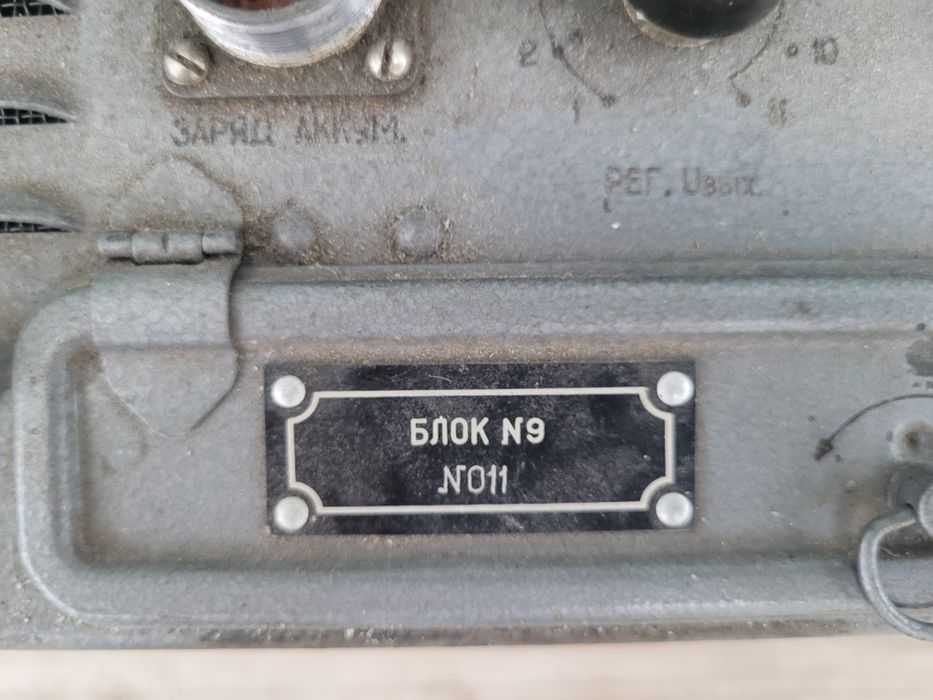 2 10
1 11
ЗАРЯД АККУМ.
РЕГ. Uвых.
БЛОК N9
N011